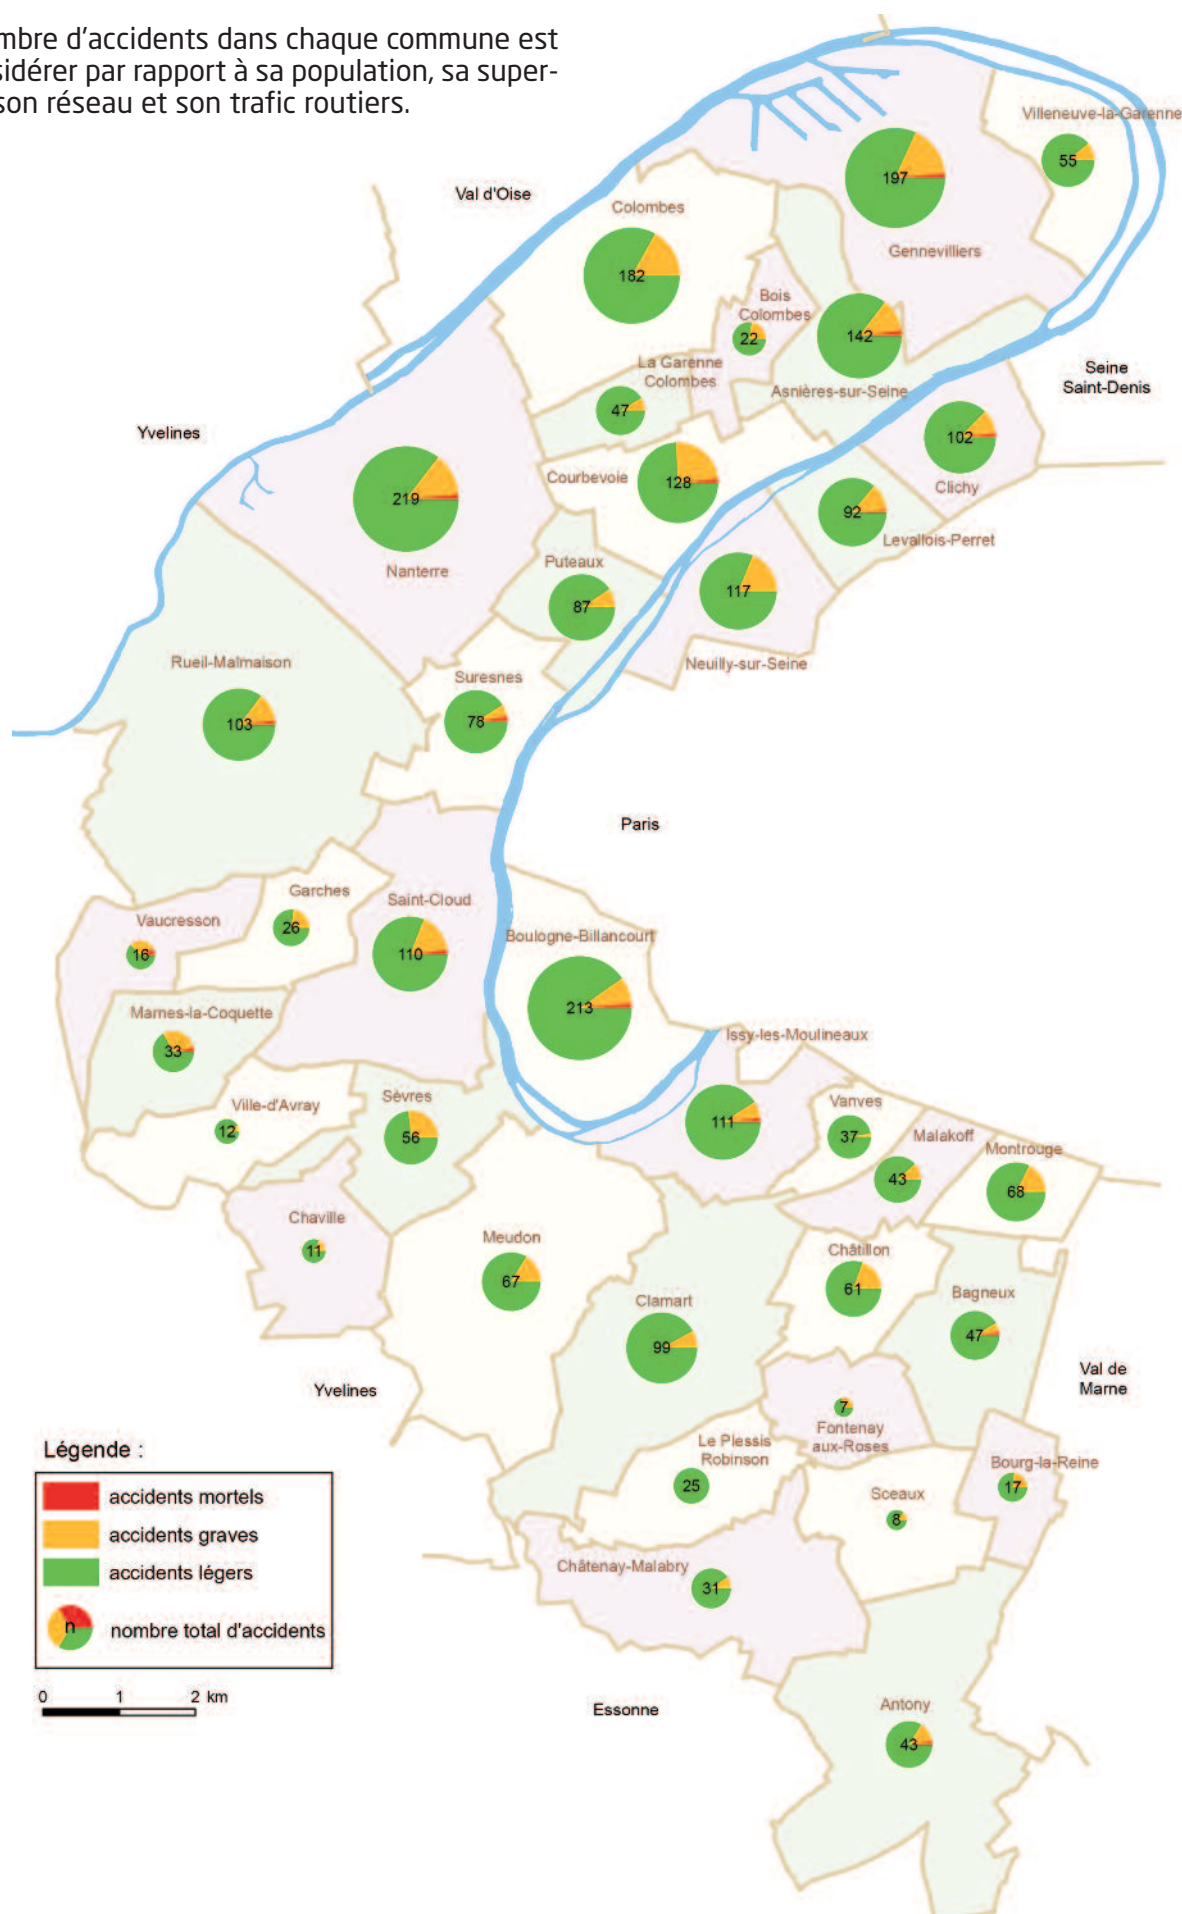 mbre d'accidents dans chaque commune est
sidérer par rapport à sa population, sa super-
son réseau et son trafic routiers.
Villeneuve-la-Garenne
55
197
Gennevilliers
Val d'Oise
Colombes
182
Bois
Colombes
22
142
Asnières-sur-Seine
La Garenne
Colombes
47
Seine
Saint-Denis
Yvelines
102
Clichy
Courbevoie
128
219
Nanterre
92
Levallois-Perret
Puteaux
87
117
Neuilly-sur-Seine
Rueil-Malmaison
103
Suresnes
78
Paris
Garches
26
Saint-Cloud
110
Vaucresson
16
Boulogne-Billancourt
213
Marnes-la-Coquette
33
Issy-les-Moulineaux
111
Ville-d'Avray
12
Sèvres
56
Vanves
37
Malakoff
43
Montrouge
68
Chaville
11
Meudon
67
Châtillon
61
Clamart
99
Bagneux
47
Yvelines
Val de
Marne
7
Fontenay
aux-Roses
Le Plessis
Robinson
25
Bourg-la-Reine
17
Sceaux
8
Châtenay-Malabry
31
Essonne
Antony
43
Légende :
accidents mortels
accidents graves
accidents légers
n
nombre total d'accidents
0 1 2 km